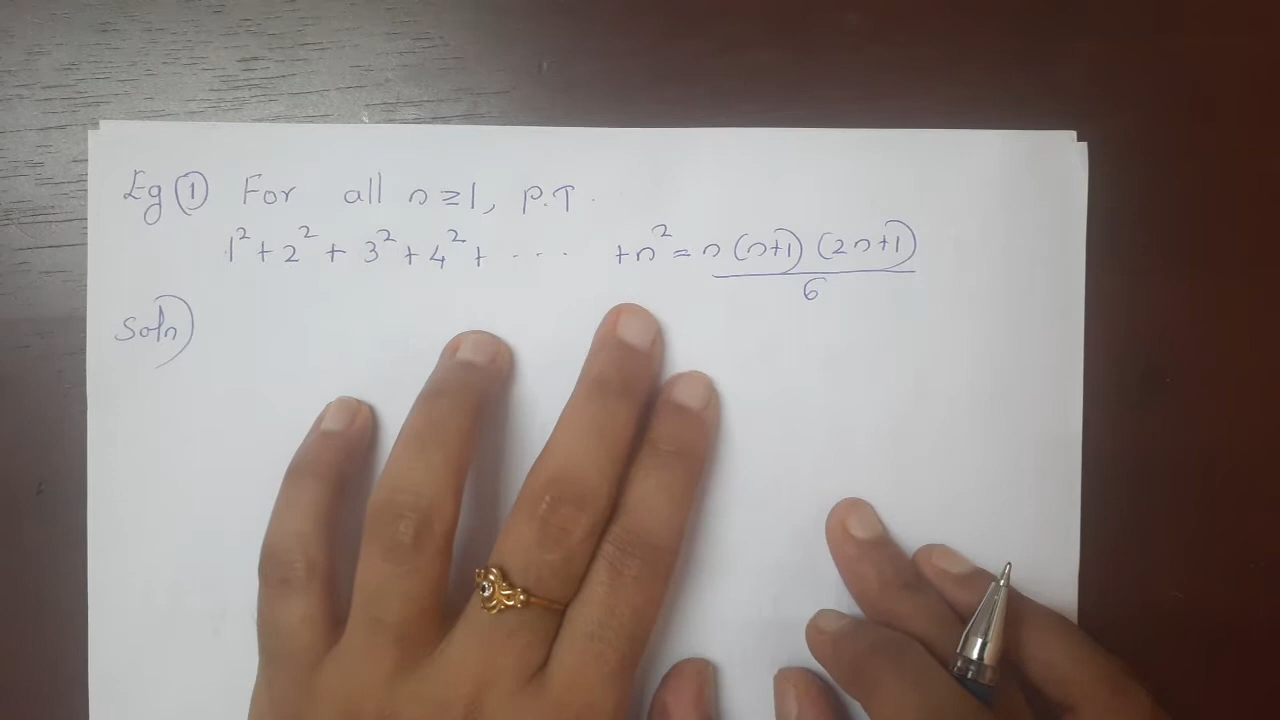 Eg ① For all n ≥ 1, P.T.
1² + 2² + 3² + 4² + ... + n² = n(n+1)(2n+1)
6
Soln)